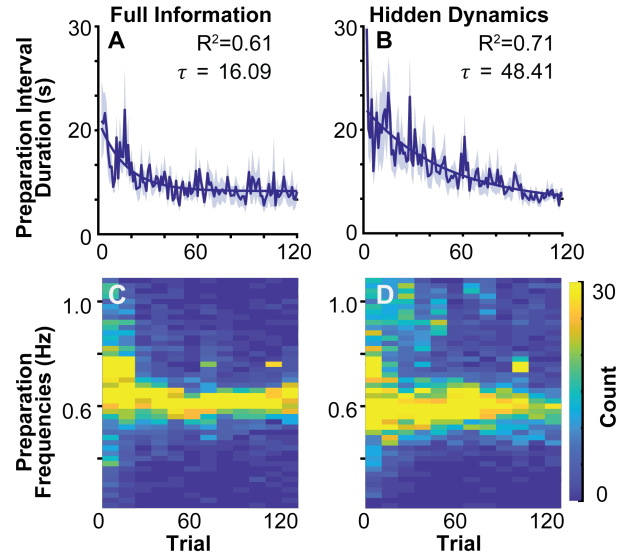 Full Information
Hidden Dynamics
A
R²=0.61
τ = 16.09
B
R²=0.71
τ = 48.41
Preparation Interval
Duration (s)
30
20
0
0
60
120
30
20
0
0
60
120
C
D
Preparation
Frequencies (Hz)
1.0
0.6
0
60
120
Trial
1.0
0.6
0
60
120
Trial
30
0
Count